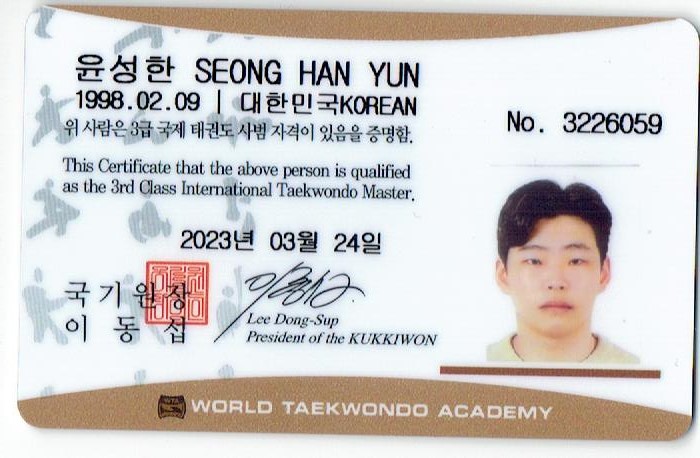 윤성한 SEONG HAN YUN
1998.02.09 | 대한민국KOREAN
위 사람은 3급 국제 태권도 사범 자격이 있음을 증명함.
No. 3226059
This Certificate that the above person is qualified
as the 3rd Class International Taekwondo Master.
2023년 03월 24일
국기원장
이동섭
Lee Dong-Sup
President of the KUKKIWON
WORLD TAEKWONDO ACADEMY